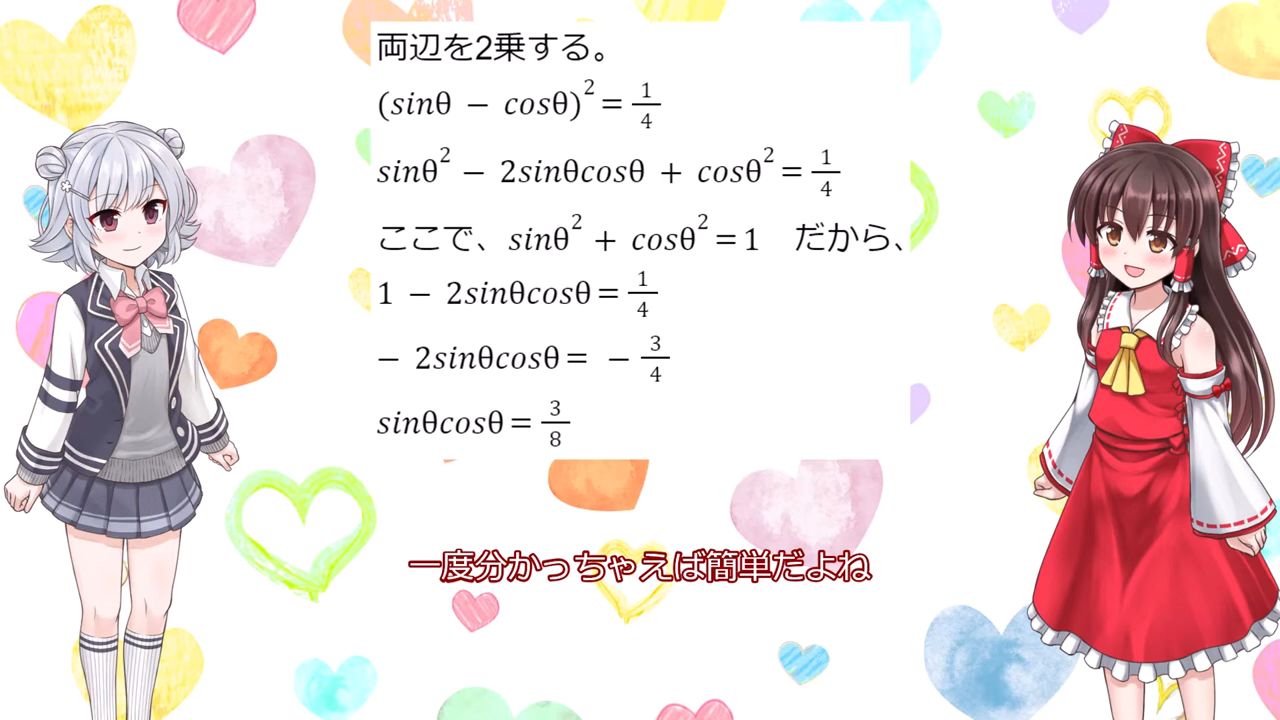 両辺を2乗する。
(sinθ − cosθ)² = 1/4
sinθ² − 2sinθcosθ + cosθ² = 1/4
ここで、sinθ² + cosθ² = 1　だから、
1 − 2sinθcosθ = 1/4
− 2sinθcosθ = − 3/4
sinθcosθ = 3/8
一度分かっちゃえば簡単だよね